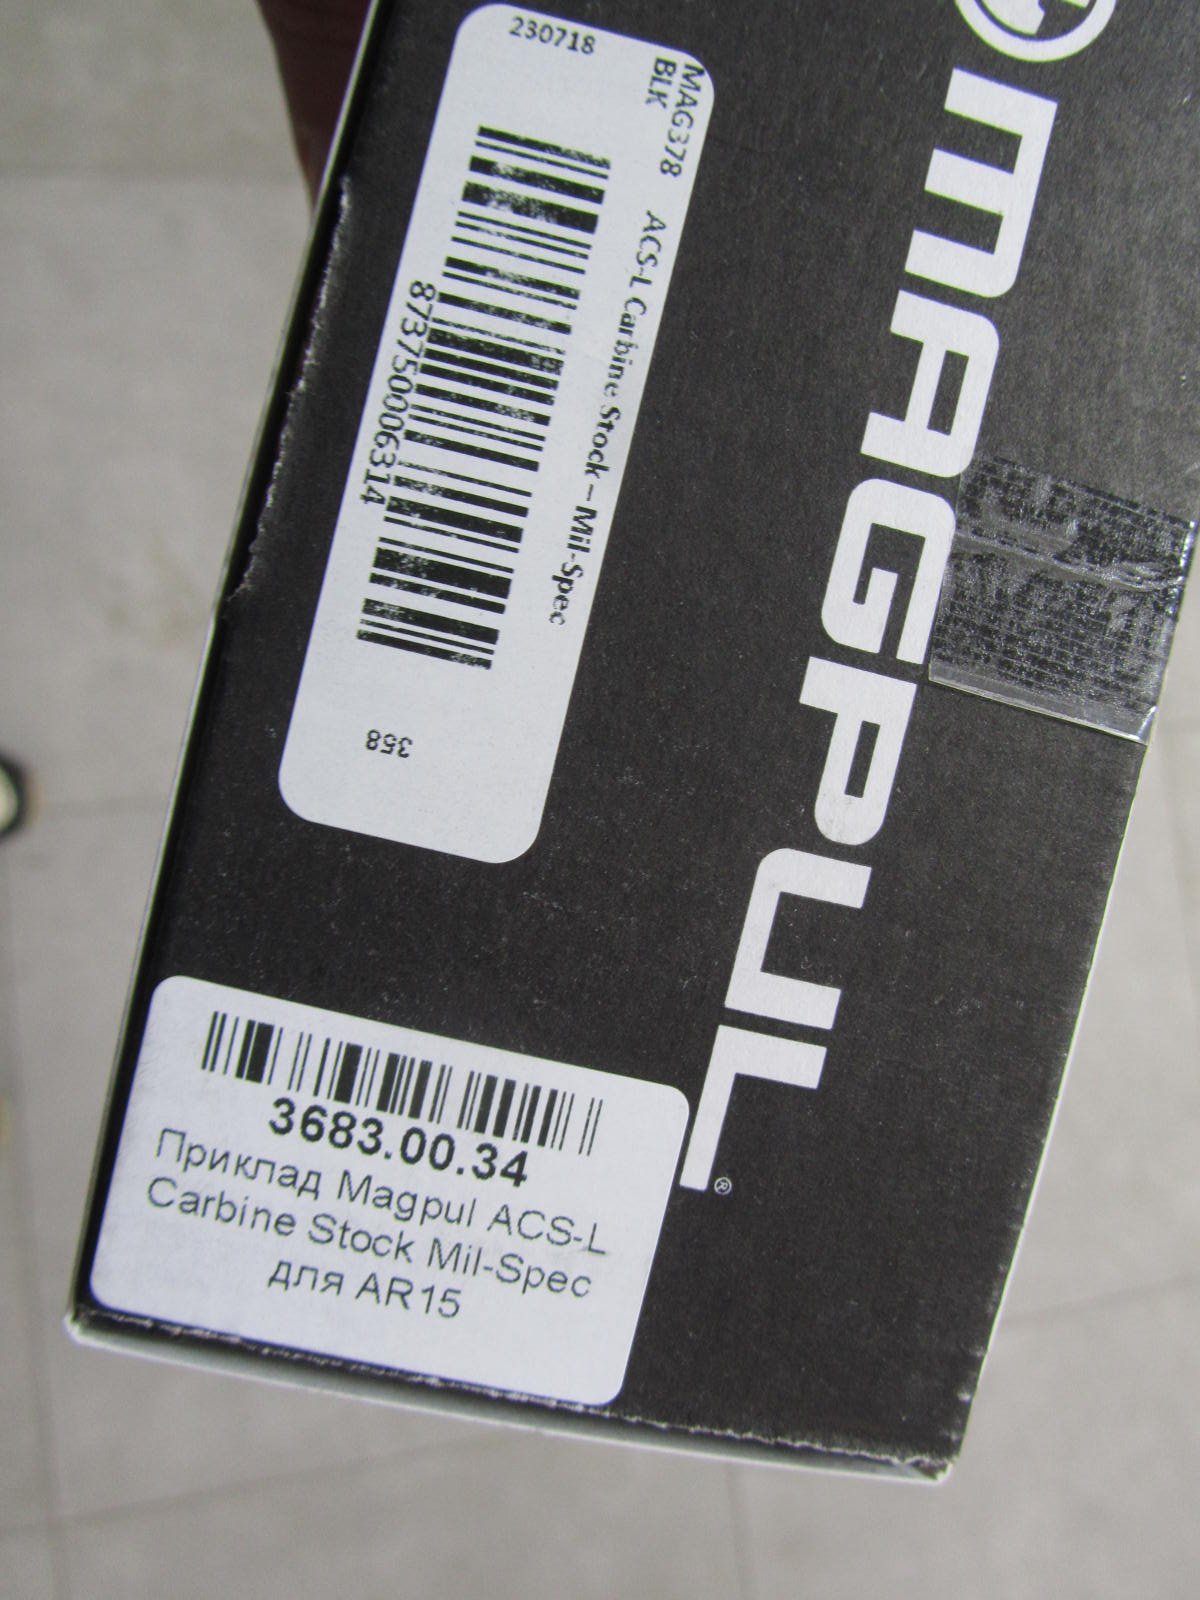 230718
MAG378 ACS-L Carbine Stock – Mil-Spec
BLK
873750006314
358
MAGPUL®
3683.00.34
Приклад Magpul ACS-L
Carbine Stock Mil-Spec
для AR15